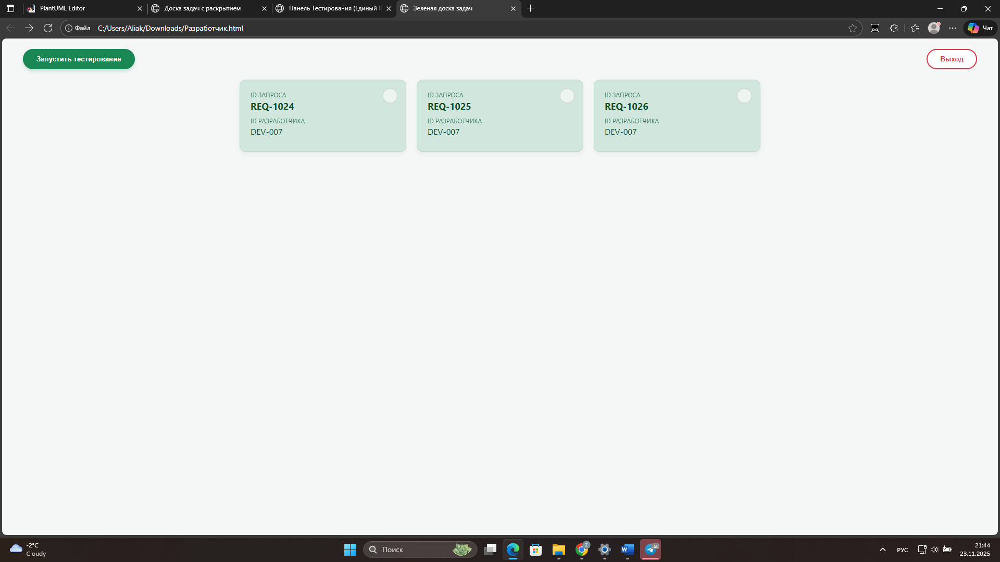 PlantUML Editor
Доска задач с раскрытием
Панель Тестирования (Единый
Зеленая доска задач
Файл
C:/Users/Aliak/Downloads/Разработчик.html
Чат
Запустить тестирование
Выход
ID ЗАПРОСА
REQ-1024
ID РАЗРАБОТЧИКА
DEV-007
ID ЗАПРОСА
REQ-1025
ID РАЗРАБОТЧИКА
DEV-007
ID ЗАПРОСА
REQ-1026
ID РАЗРАБОТЧИКА
DEV-007
-2°C
Cloudy
Поиск
Z
W
60
РУС
21:44
23.11.2025